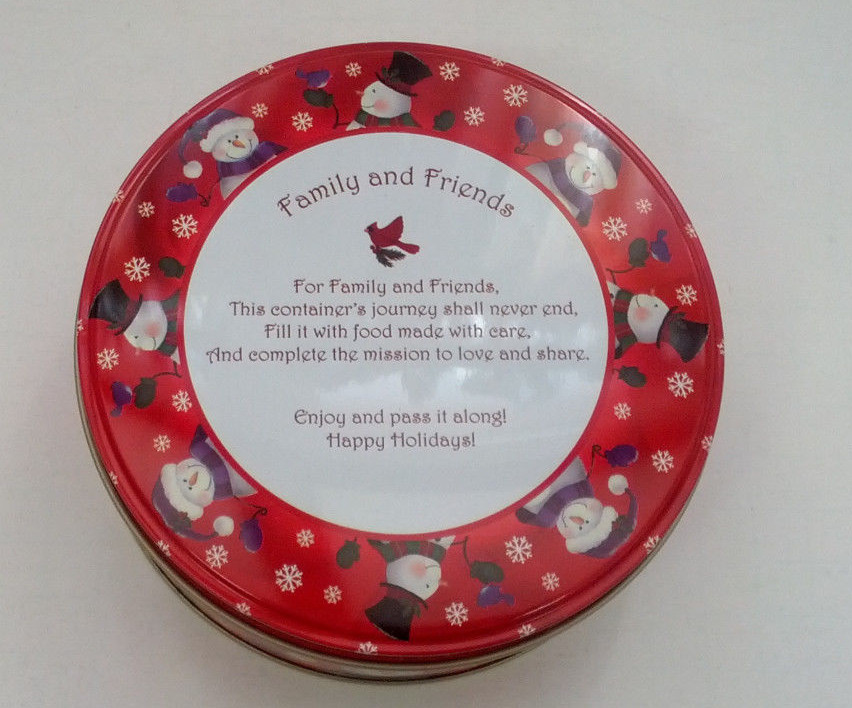 Family and Friends
For Family and Friends,
This container's journey shall never end,
Fill it with food made with care,
And complete the mission to love and share.
Enjoy and pass it along!
Happy Holidays!